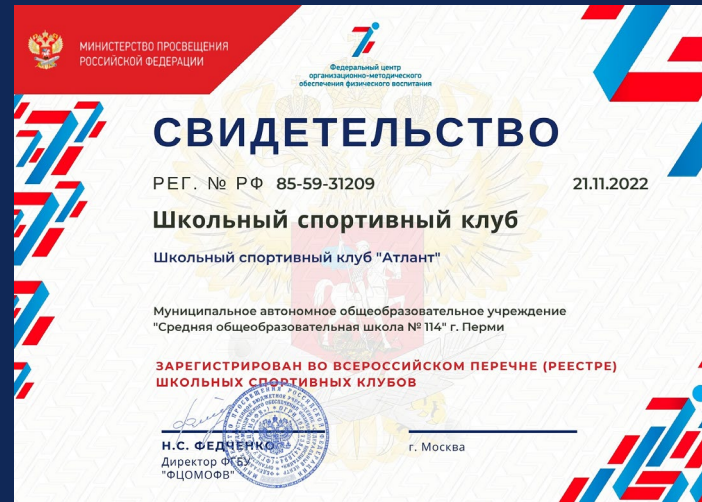 МИНИСТЕРСТВО ПРОСВЕЩЕНИЯ
РОССИЙСКОЙ ФЕДЕРАЦИИ
Федеральный центр
организационно-методического
обеспечения физического воспитания
СВИДЕТЕЛЬСТВО
РЕГ. № РФ 85-59-31209
21.11.2022
Школьный спортивный клуб
Школьный спортивный клуб "Атлант"
Муниципальное автономное общеобразовательное учреждение
"Средняя общеобразовательная школа № 114" г. Перми
ЗАРЕГИСТРИРОВАН ВО ВСЕРОССИЙСКОМ ПЕРЕЧНЕ (РЕЕСТРЕ)
ШКОЛЬНЫХ СПОРТИВНЫХ КЛУБОВ
Н.С. ФЕДЧЕНКО
Директор ФГБУ
"ФЦОМОФВ"
г. Москва